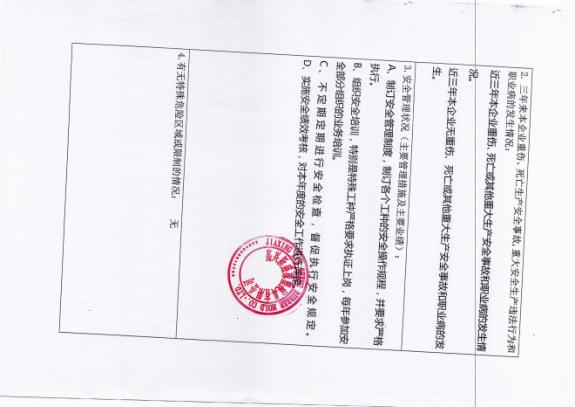 2、三年来本企业重伤、死亡生产安全事故,重大安全生产违法行为和
职业病的发生情况:
近三年本企业重伤、死亡或其他重大生产安全事故和职业病的发生情
况。
近三年本企业无重伤、死亡或其他重大生产安全事故和职业病的发
生。
3、安全管理状况(主要管理措施及主要业绩):
A、制订安全管理制度,制订各个工种的安全操作规程,并要求严格
执行。
B、组织安全培训,特别是特殊工种严格要求执证上岗,每年参加安
全部分组织的业务培训。
C、不定期定期进行安全检查,督促执行安全规定。
D、实施安全绩效考核,对本年度的安全工作
4、有无特殊危险区域或限制的情况: 无
JIAXING RUBBER MOLD CO.,LTD.